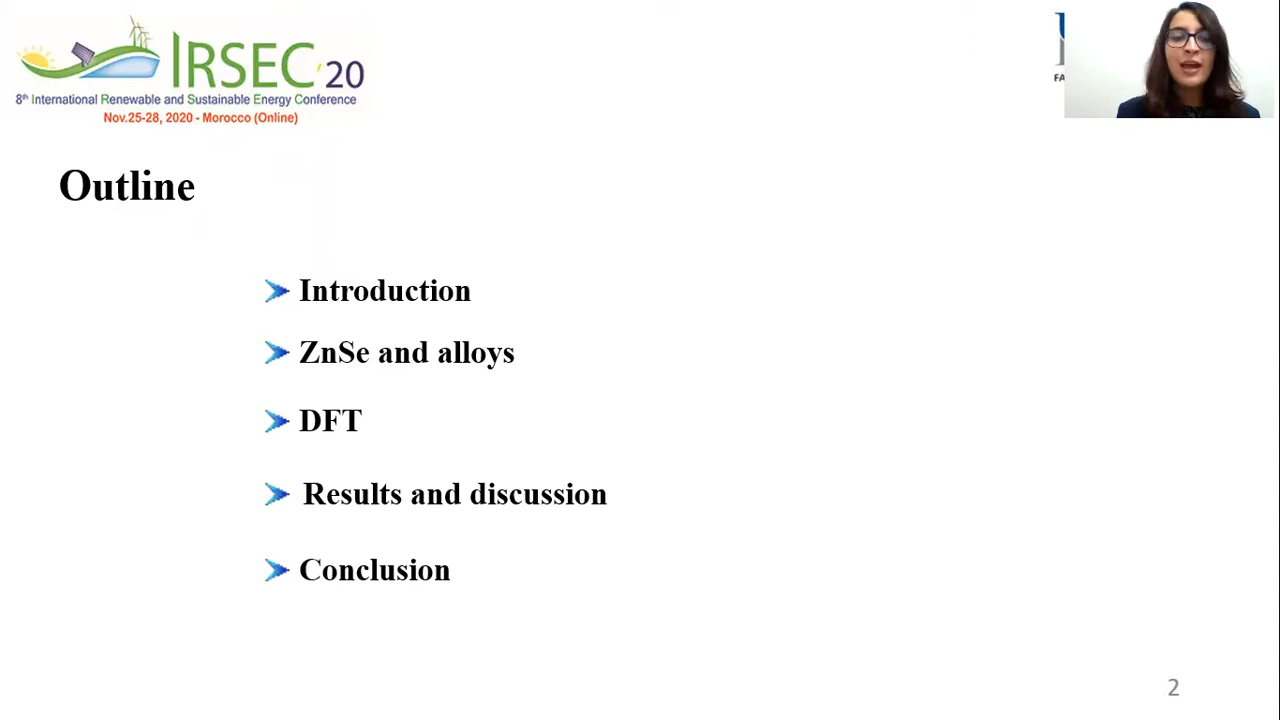 IRSEC'20
8th International Renewable and Sustainable Energy Conference
Nov.25-28, 2020 - Morocco (Online)
FA
Outline
Introduction
ZnSe and alloys
DFT
Results and discussion
Conclusion
2